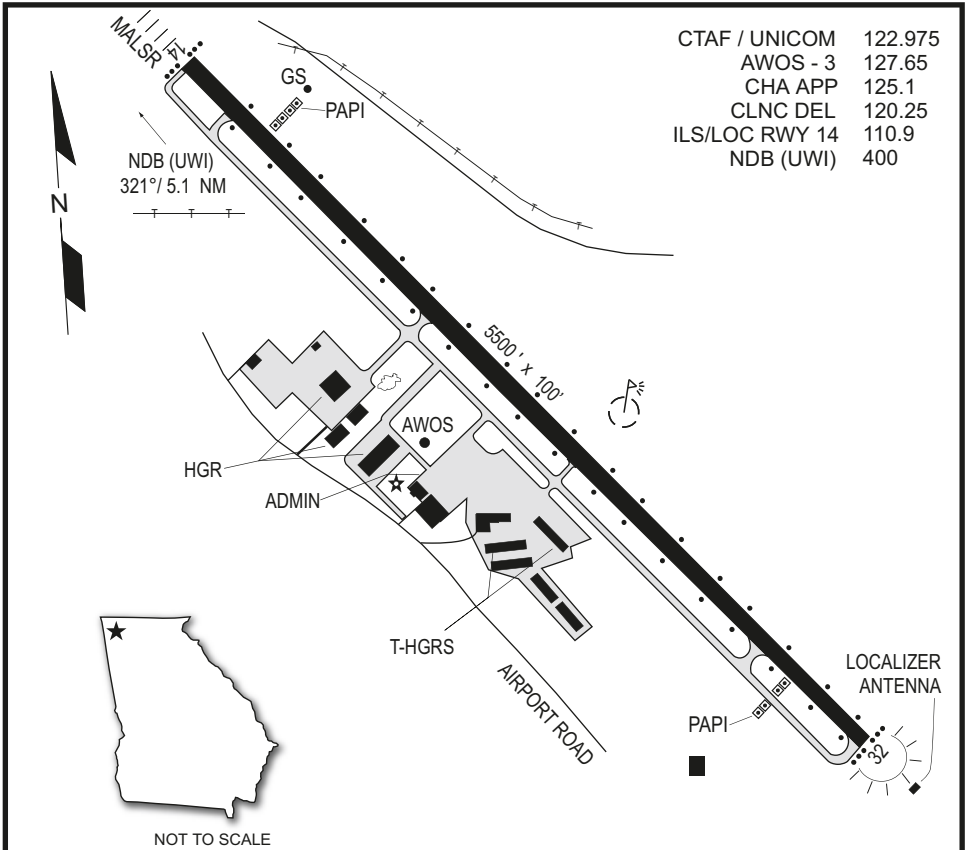 CTAF / UNICOM 122.975
AWOS - 3 127.65
CHA APP 125.1
CLNC DEL 120.25
ILS/LOC RWY 14 110.9
NDB (UWI) 400
MALSR
14
GS
PAPI
NDB (UWI)
321°/ 5.1 NM
N
5500' x 100'
AWOS
HGR
ADMIN
T-HGRS
AIRPORT ROAD
LOCALIZER
ANTENNA
PAPI
32
NOT TO SCALE